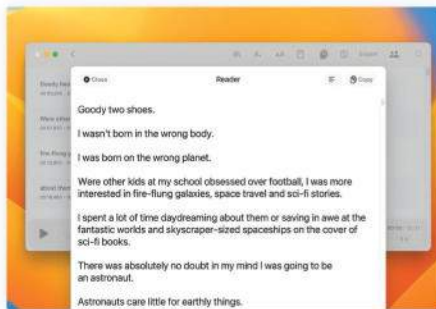 Export
Close
Reader
Copy
Goody two shoes.
I wasn't born in the wrong body.
I was born on the wrong planet.
Were other kids at my school obsessed over football, I was more
interested in fire-flung galaxies, space travel and sci-fi stories.
I spent a lot of time daydreaming about them or saving in awe at the
fantastic worlds and skyscraper-sized spaceships on the cover of
sci-fi books.
There was absolutely no doubt in my mind I was going to be
an astronaut.
Astronauts care little for earthly things.